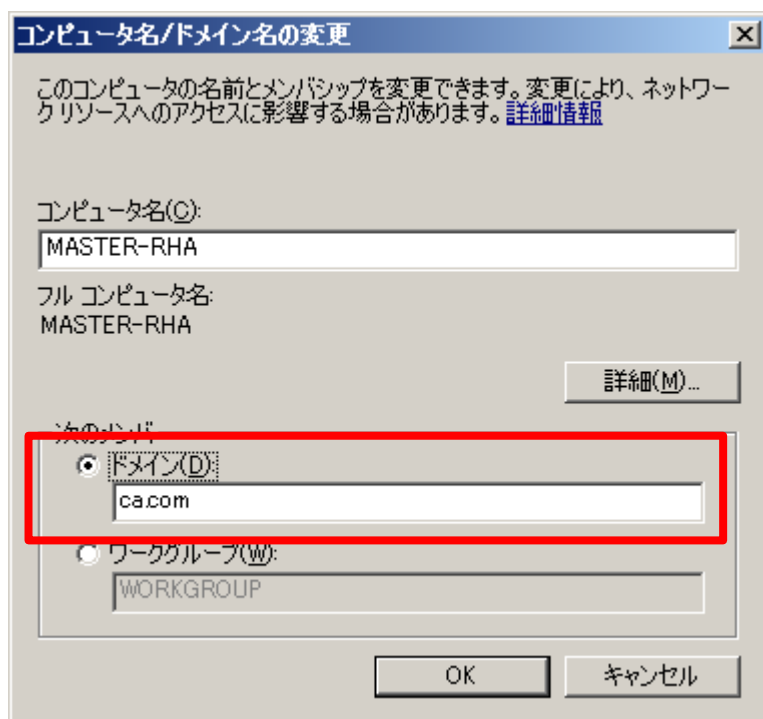 コンピュータ名/ドメイン名の変更
このコンピュータの名前とメンバシップを変更できます。変更により、ネットワー
クリソースへのアクセスに影響する場合があります。詳細情報
コンピュータ名(C):
MASTER-RHA
フル コンピュータ名:
MASTER-RHA
詳細(M)...
次のメンバ
ドメイン(D):
ca.com
ワークグループ(W):
WORKGROUP
OK
キャンセル